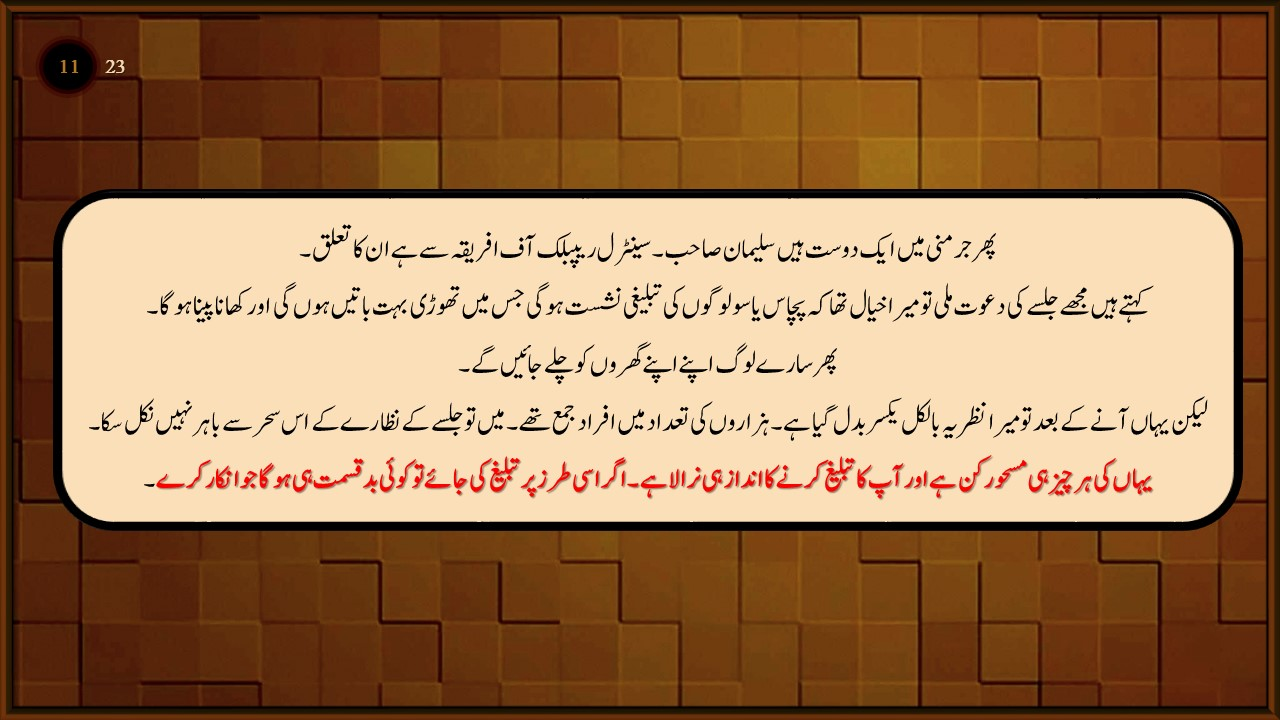 11 23
پھر جرمنی میں ایک دوست ہیں سلیمان صاحب۔ سینٹرل ریپبلک آف افریقہ سے ہے ان کا تعلق۔
کہتے ہیں مجھے جلسے کی دعوت ملی تو میرا خیال تھا کہ پچاس یا سو لوگوں کی تبلیغی نشست ہوگی جس میں تھوڑی بہت باتیں ہوں گی اور کھانا پینا ہو گا۔
پھر سارے لوگ اپنے اپنے گھروں کو چلے جائیں گے۔
لیکن یہاں آنے کے بعد تو میرا نظریہ بالکل یکسر بدل گیا ہے۔ ہزاروں کی تعداد میں افراد جمع تھے۔ میں تو جلسے کے نظارے کے اس سحر سے باہر نہیں نکل سکا۔
یہاں کی ہر چیز ہی مسحور کن ہے اور آپ کا تبلیغ کرنے کا انداز ہی نرالا ہے۔ اگر اسی طرز پر تبلیغ کی جائے تو کوئی بدقسمت ہی ہو گا جو انکار کرے۔